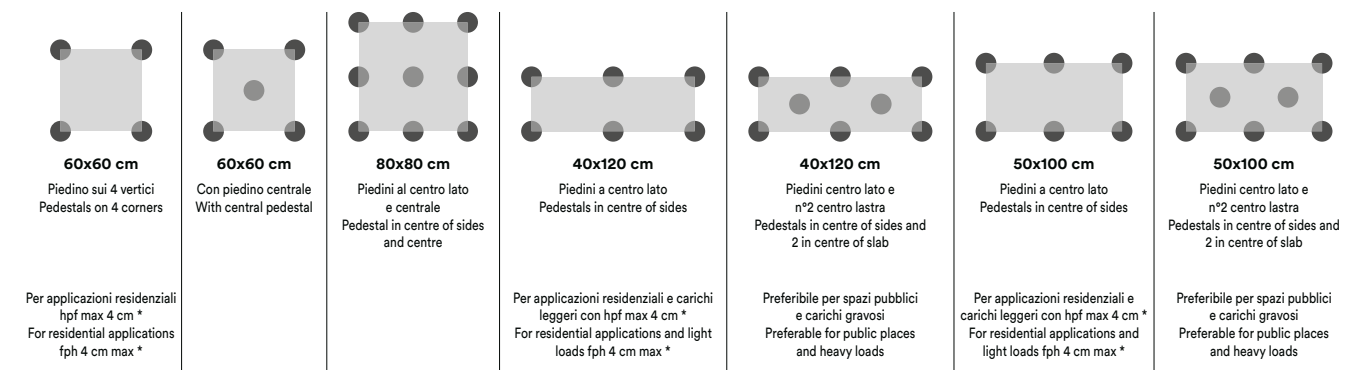 60x60 cm
Piedino sui 4 vertici
Pedestals on 4 corners
Per applicazioni residenziali
hpf max 4 cm *
For residential applications
fph 4 cm max *
60x60 cm
Con piedino centrale
With central pedestal
80x80 cm
Piedini al centro lato
e centrale
Pedestal in centre of sides
and centre
40x120 cm
Piedini a centro lato
Pedestals in centre of sides
Per applicazioni residenziali e carichi
leggeri con hpf max 4 cm *
For residential applications and light
loads fph 4 cm max *
40x120 cm
Piedini centro lato e
n°2 centro lastra
Pedestals in centre of sides and
2 in centre of slab
Preferibile per spazi pubblici
e carichi gravosi
Preferable for public places
and heavy loads
50x100 cm
Piedini a centro lato
Pedestals in centre of sides
Per applicazioni residenziali e
carichi leggeri con hpf max 4 cm *
For residential applications and
light loads fph 4 cm max *
50x100 cm
Piedini centro lato e
n°2 centro lastra
Pedestals in centre of sides and
2 in centre of slab
Preferibile per spazi pubblici
e carichi gravosi
Preferable for public places
and heavy loads